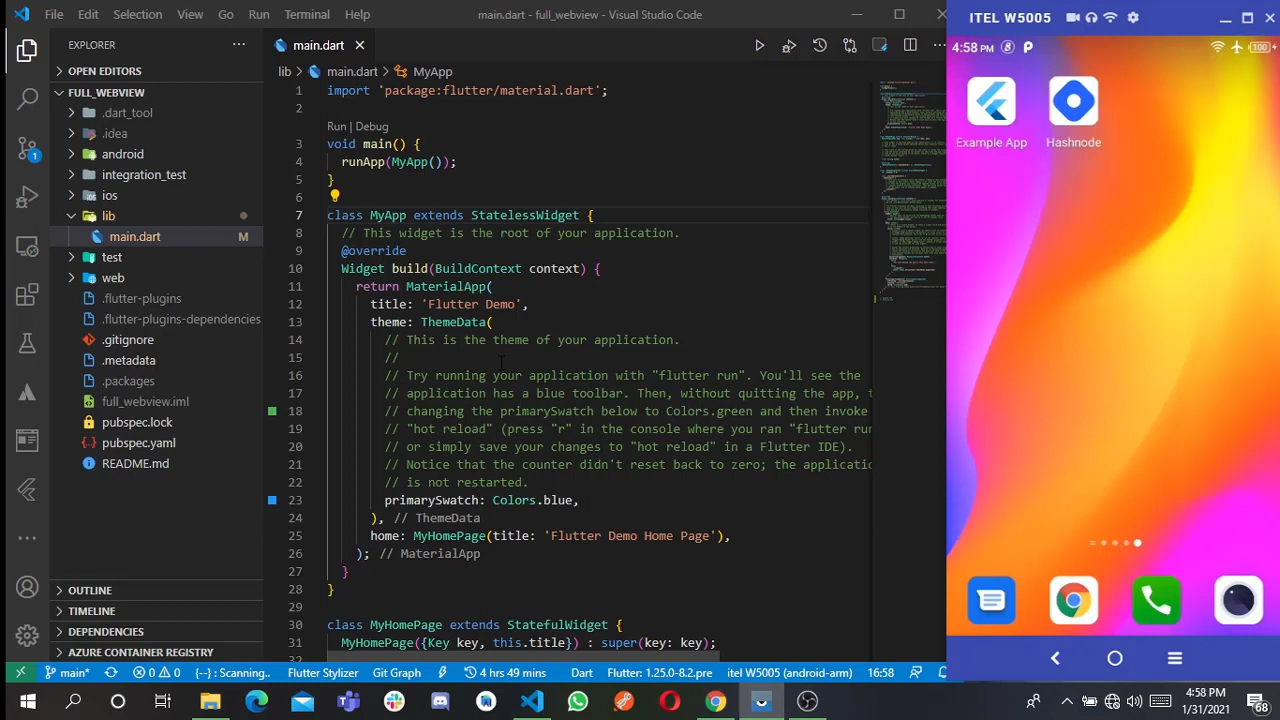 File Edit Selection View Go Run Terminal Help main.dart - full_webview - Visual Studio Code
EXPLORER
OPEN EDITORS
FULL_WEBVIEW
.idea
android
integration_test
ios
lib
main.dart M
test
web
.flutter-plugins
.flutter-plugins-dependencies
.gitignore
.metadata
.packages
full_webview.iml
pubspec.lock
pubspec.yaml
README.md
OUTLINE
TIMELINE
DEPENDENCIES
AZURE CONTAINER REGISTRY
1
main.dart
lib > main.dart > MyApp
import 'package:flutter/material.dart';
2
Run | Debug
void main() {
4 runApp(MyApp());
5 }
6
7 class MyApp extends StatelessWidget {
8 // This widget is the root of your application.
9 @override
10 Widget build(BuildContext context) {
11 return MaterialApp(
12 title: 'Flutter Demo',
13 theme: ThemeData(
14 // This is the theme of your application.
15 //
16 // Try running your application with "flutter run". You'll see the
17 // application has a blue toolbar. Then, without quitting the app, t
18 // changing the primarySwatch below to Colors.green and then invoke
19 // "hot reload" (press "r" in the console where you ran "flutter run
20 // or simply save your changes to "hot reload" in a Flutter IDE).
21 // Notice that the counter didn't reset back to zero; the applicatio
22 // is not restarted.
23 primarySwatch: Colors.blue,
24 ), // ThemeData
25 home: MyHomePage(title: 'Flutter Demo Home Page'),
26 ); // MaterialApp
27 }
28 }
29
30 class MyHomePage extends StatefulWidget {
31 MyHomePage({Key key, this.title}) : super(key: key);
32
main* 0 0 {··}: Scanning.. Flutter Stylizer Git Graph 4 hrs 49 mins Dart Flutter: 1.25.0-8.2.pre itel W5005 (android-arm) 16:58
ITEL W5005
4:58 PM 100
Example App Hashnode
4:58 PM
1/31/2021
68